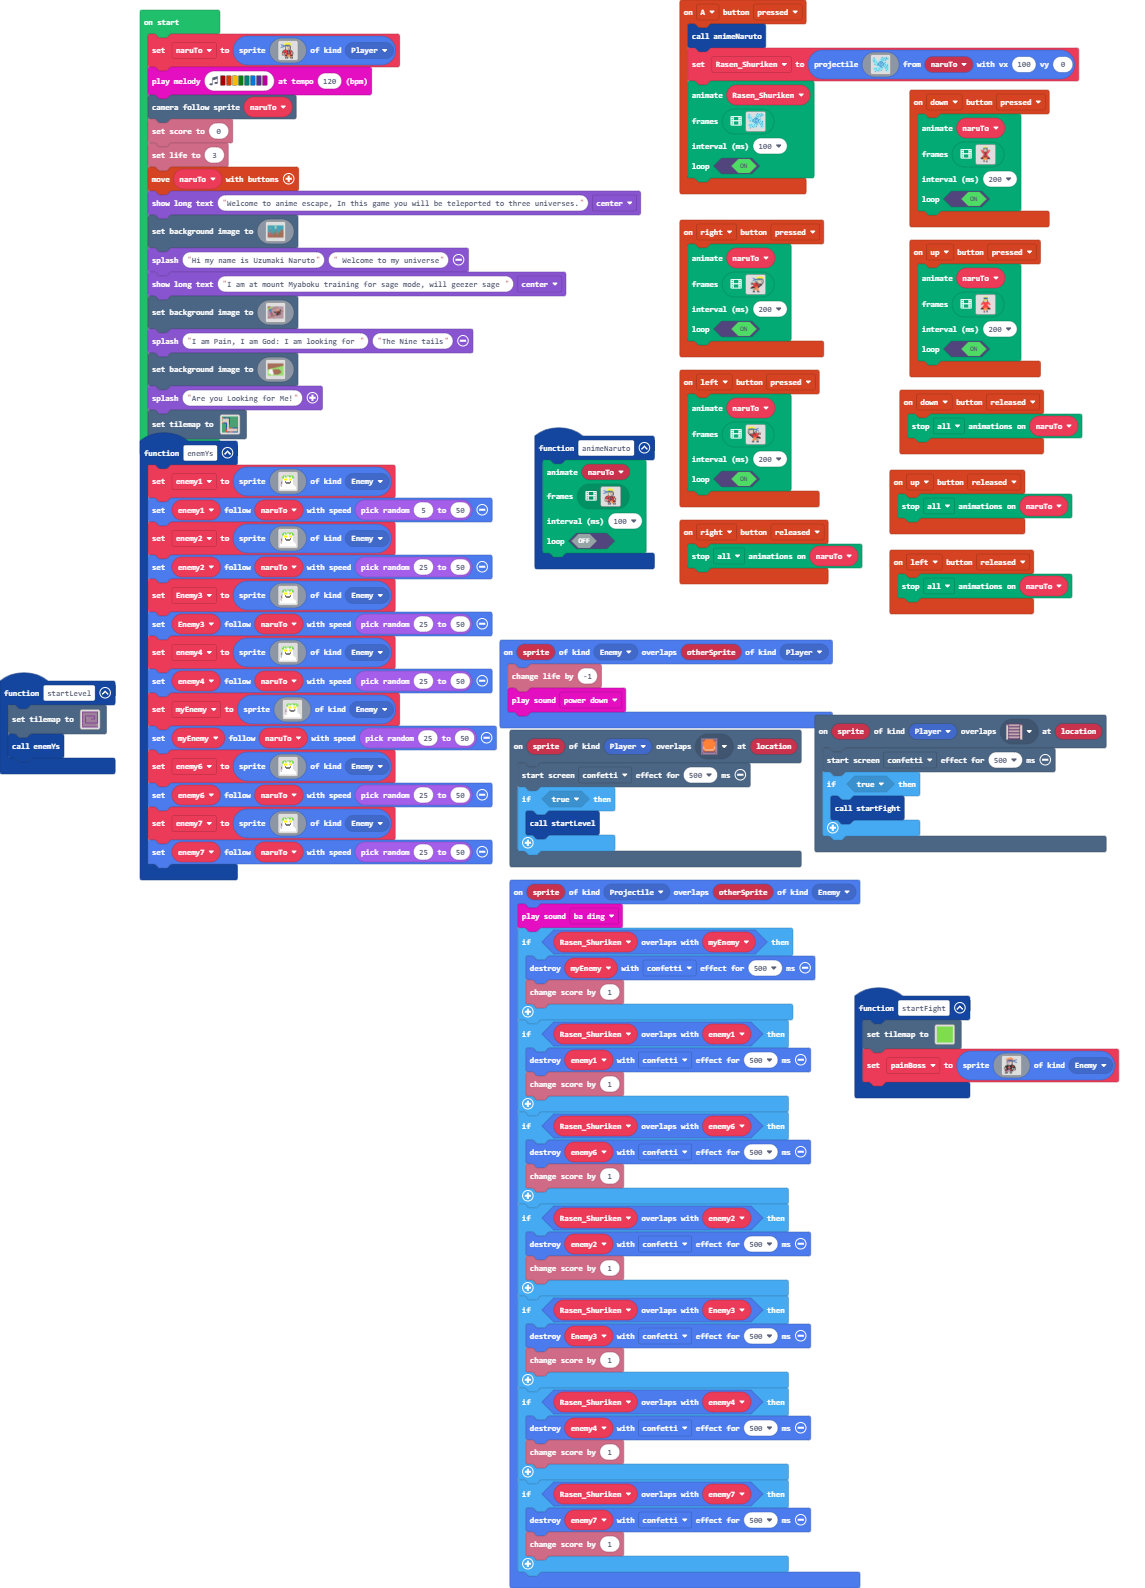 on start
set naruTo to sprite of kind Player
play melody at tempo 120 (bpm)
camera follow sprite naruTo
set score to 0
set life to 3
move naruTo with buttons
show long text "Welcome to anime escape, In this game you will be teleported to three universes." center
set background image to
splash "Hi my name is Uzumaki Naruto" " Welcome to my universe"
show long text "I am at mount Myaboku training for sage mode, will geezer sage " center
set background image to
splash "I am Pain, I am God: I am looking for " "The Nine tails"
set background image to
splash "Are you Looking for Me!"
set tilemap to
function enemYs
set enemy1 to sprite of kind Enemy
set enemy1 follow naruTo with speed pick random 5 to 50
set enemy2 to sprite of kind Enemy
set enemy2 follow naruTo with speed pick random 25 to 50
set Enemy3 to sprite of kind Enemy
set Enemy3 follow naruTo with speed pick random 25 to 50
set enemy4 to sprite of kind Enemy
set enemy4 follow naruTo with speed pick random 25 to 50
set myEnemy to sprite of kind Enemy
set myEnemy follow naruTo with speed pick random 25 to 50
set enemy6 to sprite of kind Enemy
set enemy6 follow naruTo with speed pick random 25 to 50
set enemy7 to sprite of kind Enemy
set enemy7 follow naruTo with speed pick random 25 to 50
function startLevel
set tilemap to
call enemYs
function animeNaruto
animate naruTo
frames
interval (ms) 100
loop OFF
on A button pressed
call animeNaruto
set Rasen_Shuriken to projectile from naruTo with vx 100 vy 0
animate Rasen_Shuriken
frames
interval (ms) 100
loop ON
on right button pressed
animate naruTo
frames
interval (ms) 200
loop ON
on left button pressed
animate naruTo
frames
interval (ms) 200
loop ON
on right button released
stop all animations on naruTo
on down button pressed
animate naruTo
frames
interval (ms) 200
loop ON
on up button pressed
animate naruTo
frames
interval (ms) 200
loop ON
on down button released
stop all animations on naruTo
on up button released
stop all animations on naruTo
on left button released
stop all animations on naruTo
on sprite of kind Enemy overlaps otherSprite of kind Player
change life by -1
play sound power down
on sprite of kind Player overlaps at location
start screen confetti effect for 500 ms
if true then
call startLevel
on sprite of kind Player overlaps at location
start screen confetti effect for 500 ms
if true then
call startFight
on sprite of kind Projectile overlaps otherSprite of kind Enemy
play sound ba ding
if Rasen_Shuriken overlaps with myEnemy then
destroy myEnemy with confetti effect for 500 ms
change score by 1
if Rasen_Shuriken overlaps with enemy1 then
destroy enemy1 with confetti effect for 500 ms
change score by 1
if Rasen_Shuriken overlaps with enemy6 then
destroy enemy6 with confetti effect for 500 ms
change score by 1
if Rasen_Shuriken overlaps with enemy2 then
destroy enemy2 with confetti effect for 500 ms
change score by 1
if Rasen_Shuriken overlaps with Enemy3 then
destroy Enemy3 with confetti effect for 500 ms
change score by 1
if Rasen_Shuriken overlaps with enemy4 then
destroy enemy4 with confetti effect for 500 ms
change score by 1
if Rasen_Shuriken overlaps with enemy7 then
destroy enemy7 with confetti effect for 500 ms
change score by 1
function startFight
set tilemap to
set painBoss to sprite of kind Enemy